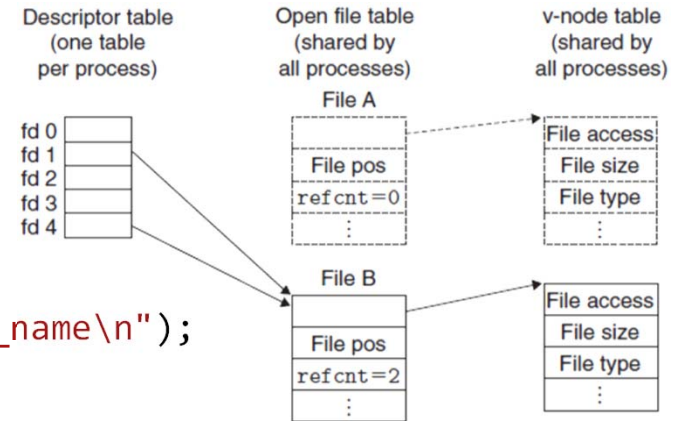 Descriptor table
(one table
per process)
Open file table
(shared by
all processes)
v-node table
(shared by
all processes)
fd 0
fd 1
fd 2
fd 3
fd 4
File A
File pos
refcnt=0
⋮
File access
File size
File type
⋮
File B
File pos
refcnt=2
⋮
File access
File size
File type
⋮
_name\n");